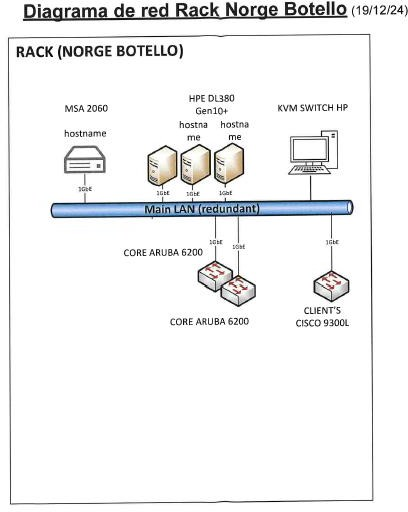 Diagrama de red Rack Norge Botello (19/12/24)
RACK (NORGE BOTELLO)
MSA 2060
hostname
1GbE
HPE DL380
Gen10+
hostna
me
hostna
me
1GbE
1GbE
1GbE
KVM SWITCH HP
Main LAN (redundant)
1GbE
1GbE
1GbE
CORE ARUBA 6200
CORE ARUBA 6200
CLIENT'S
CISCO 9300L